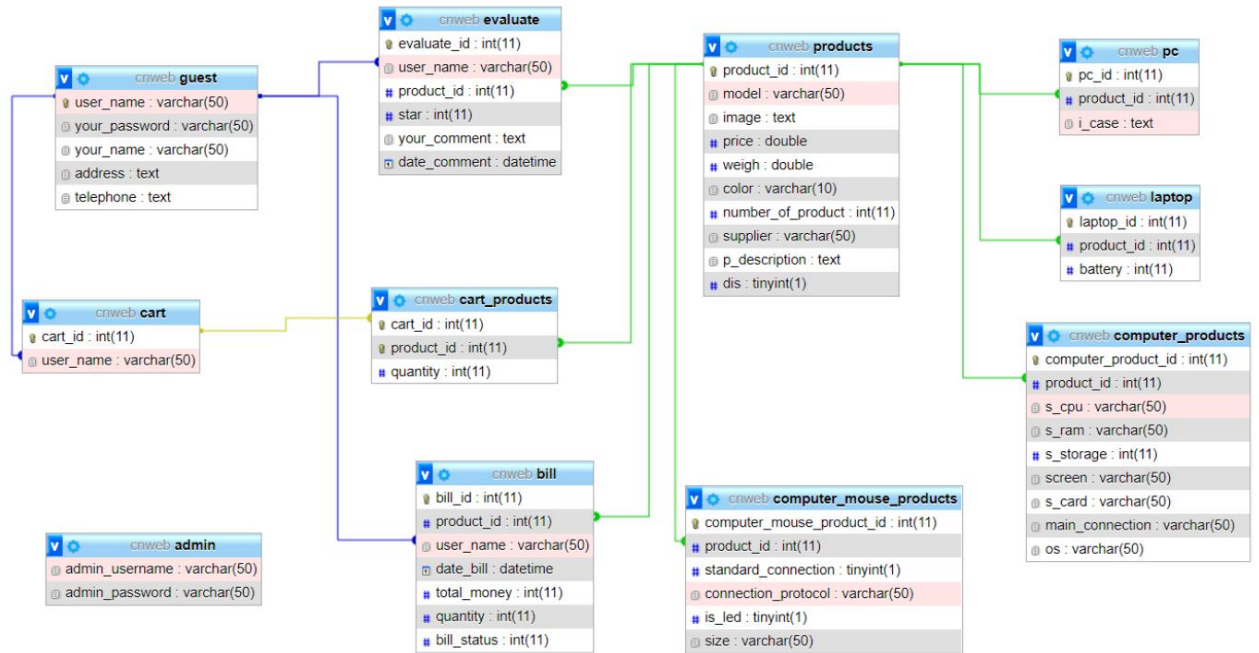 cnweb guest
user_name : varchar(50)
your_password : varchar(50)
your_name : varchar(50)
address : text
telephone : text
cnweb evaluate
evaluate_id : int(11)
user_name : varchar(50)
product_id : int(11)
star : int(11)
your_comment : text
date_comment : datetime
cnweb products
product_id : int(11)
model : varchar(50)
image : text
price : double
weigh : double
color : varchar(10)
number_of_product : int(11)
supplier : varchar(50)
p_description : text
dis : tinyint(1)
cnweb pc
pc_id : int(11)
product_id : int(11)
i_case : text
cnweb laptop
laptop_id : int(11)
product_id : int(11)
battery : int(11)
cnweb cart
cart_id : int(11)
user_name : varchar(50)
cnweb cart_products
cart_id : int(11)
product_id : int(11)
quantity : int(11)
cnweb computer_products
computer_product_id : int(11)
product_id : int(11)
s_cpu : varchar(50)
s_ram : varchar(50)
s_storage : int(11)
screen : varchar(50)
s_card : varchar(50)
main_connection : varchar(50)
os : varchar(50)
cnweb bill
bill_id : int(11)
product_id : int(11)
user_name : varchar(50)
date_bill : datetime
total_money : int(11)
quantity : int(11)
bill_status : int(11)
cnweb computer_mouse_products
computer_mouse_product_id : int(11)
product_id : int(11)
standard_connection : tinyint(1)
connection_protocol : varchar(50)
is_led : tinyint(1)
size : varchar(50)
cnweb admin
admin_username : varchar(50)
admin_password : varchar(50)